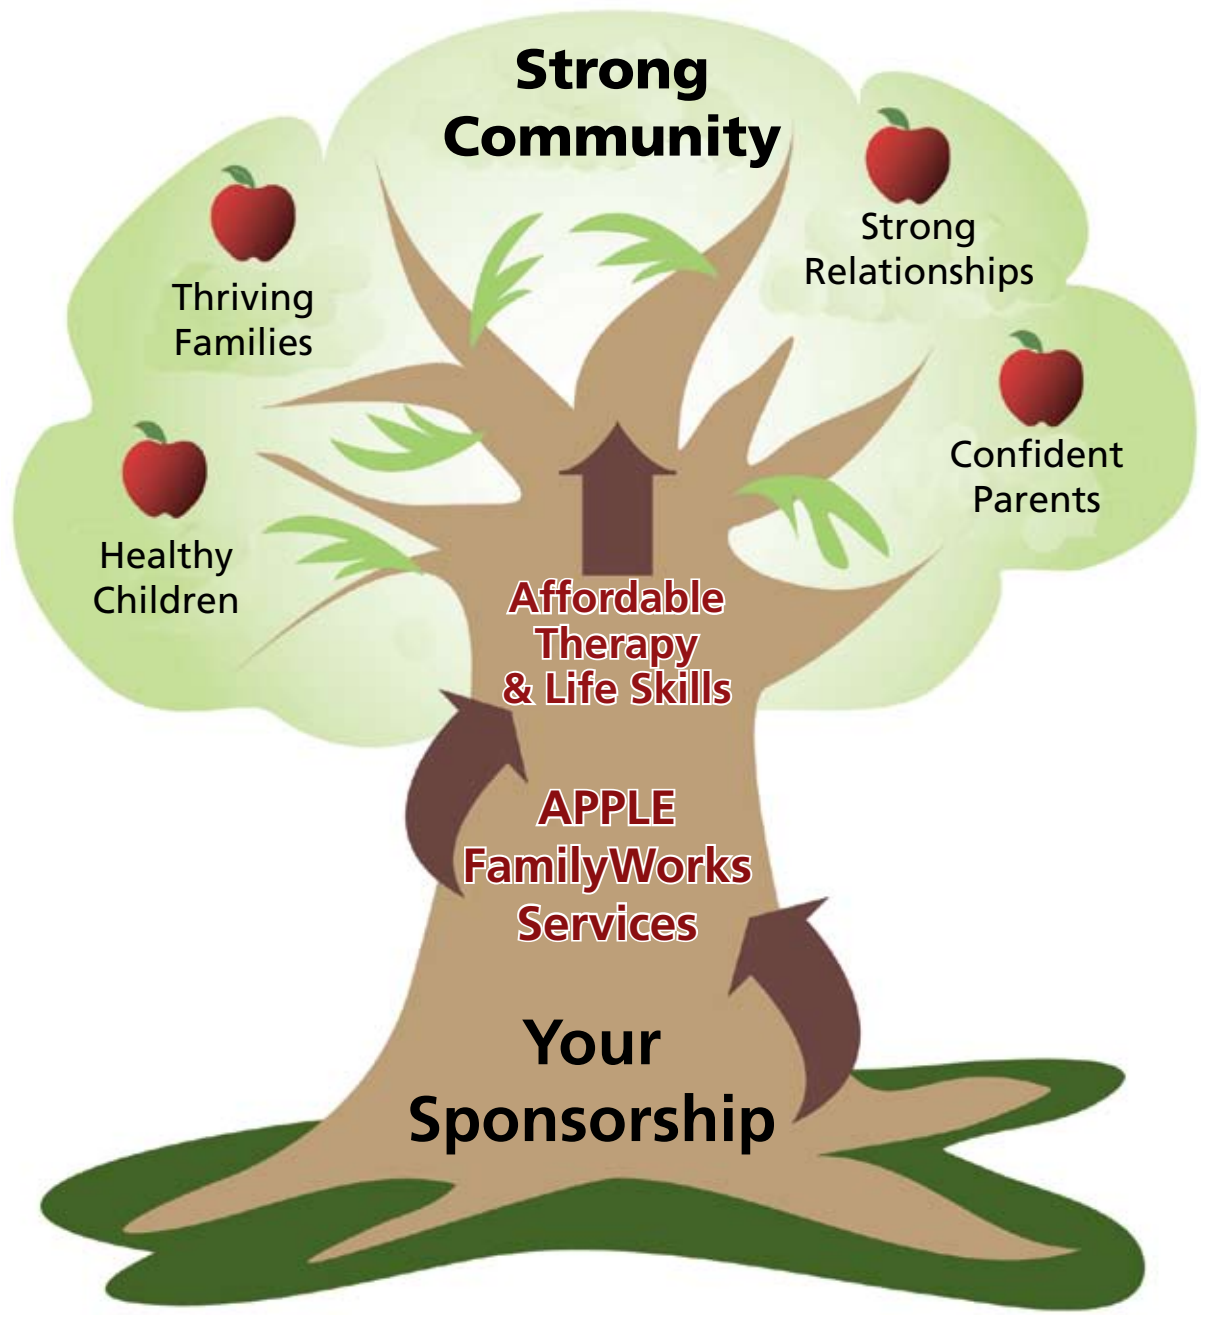 Strong
Community
Thriving
Families
Strong
Relationships
Healthy
Children
Confident
Parents
Affordable
Therapy
& Life Skills
APPLE
FamilyWorks
Services
Your
Sponsorship